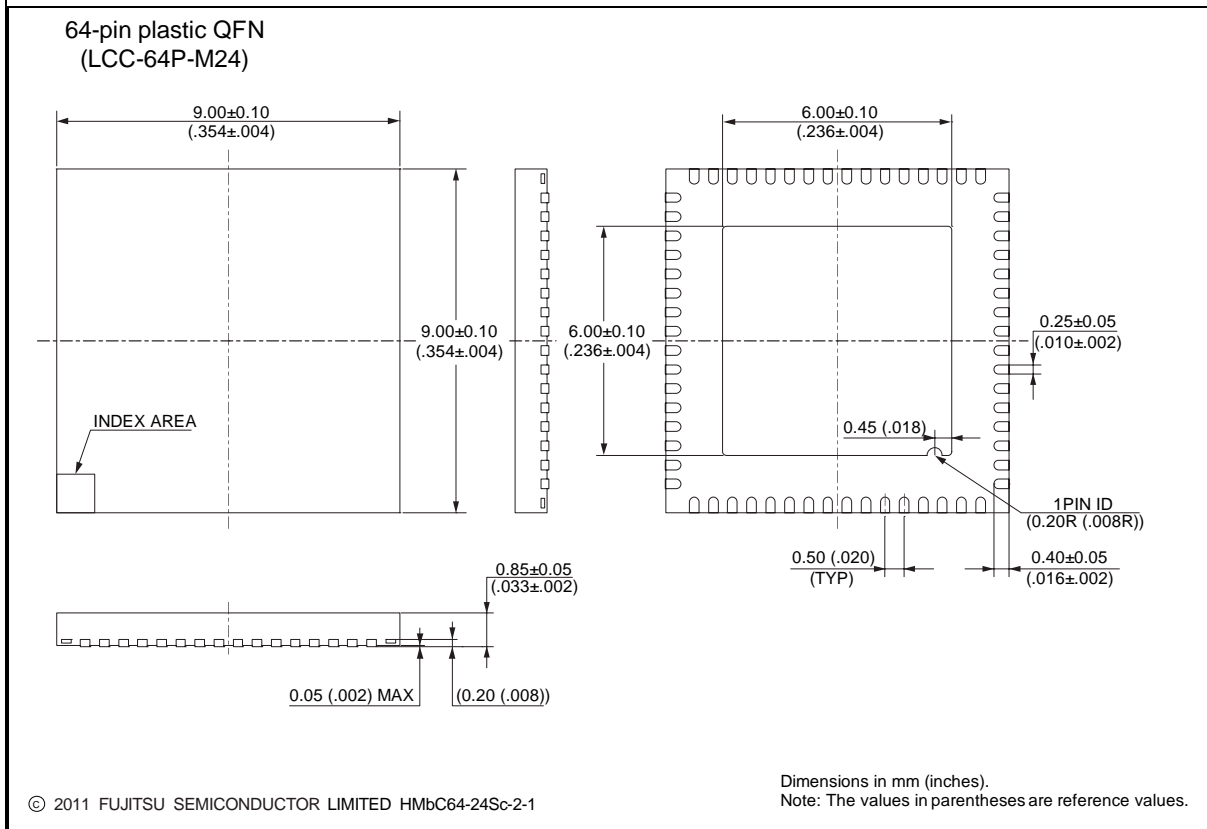 64-pin plastic QFN
(LCC-64P-M24)
9.00±0.10
(.354±.004)
6.00±0.10
(.236±.004)
9.00±0.10
(.354±.004)
6.00±0.10
(.236±.004)
0.25±0.05
(.010±.002)
INDEX AREA
0.45 (.018)
1PIN ID
(0.20R (.008R))
0.50 (.020)
(TYP)
0.40±0.05
(.016±.002)
0.85±0.05
(.033±.002)
0.05 (.002) MAX
(0.20 (.008))
© 2011 FUJITSU SEMICONDUCTOR LIMITED HMbC64-24Sc-2-1
Dimensions in mm (inches).
Note: The values in parentheses are reference values.